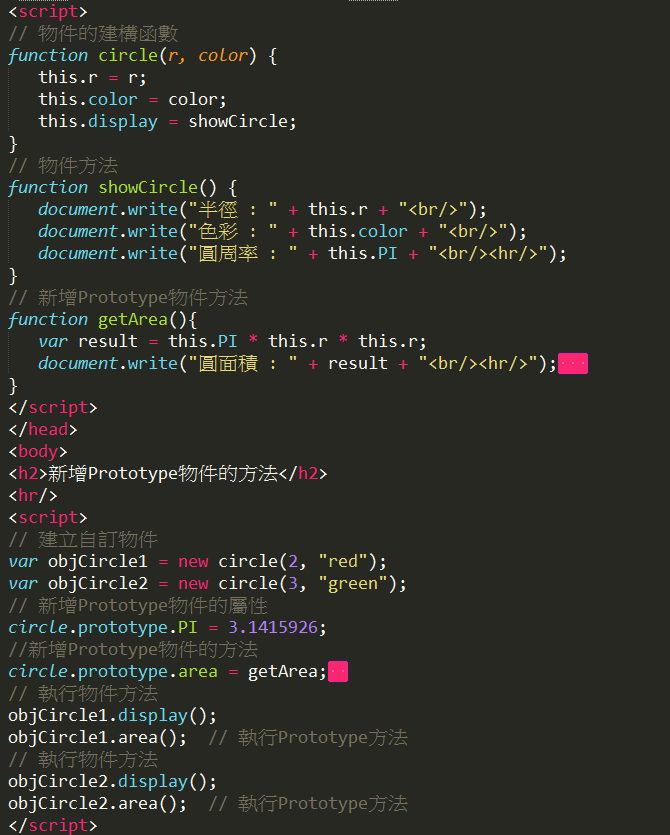 <script>
// 物件的建構函數
function circle(r, color) {
   this.r = r;
   this.color = color;
   this.display = showCircle;
}
// 物件方法
function showCircle() {
   document.write("半徑 : " + this.r + "<br/>");
   document.write("色彩 : " + this.color + "<br/>");
   document.write("圓周率 : " + this.PI + "<br/><hr/>");
}
// 新增Prototype物件方法
function getArea(){
   var result = this.PI * this.r * this.r;
   document.write("圓面積 : " + result + "<br/><hr/>");
}
</script>
</head>
<body>
<h2>新增Prototype物件的方法</h2>
<hr/>
<script>
// 建立自訂物件
var objCircle1 = new circle(2, "red");
var objCircle2 = new circle(3, "green");
// 新增Prototype物件的屬性
circle.prototype.PI = 3.1415926;
//新增Prototype物件的方法
circle.prototype.area = getArea;
// 執行物件方法
objCircle1.display();
objCircle1.area();  // 執行Prototype方法
// 執行物件方法
objCircle2.display();
objCircle2.area();  // 執行Prototype方法
</script>